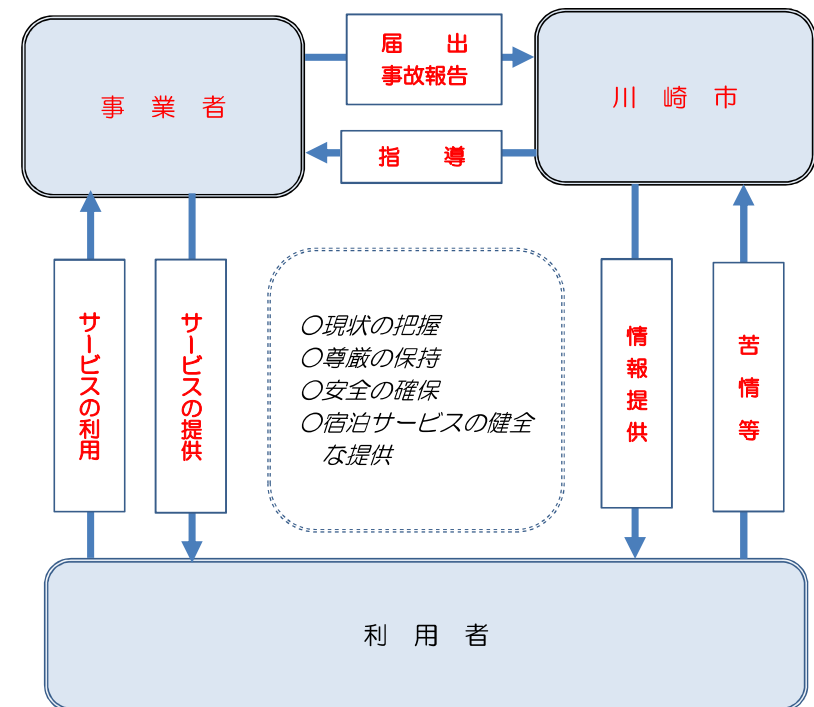 事　業　者
届　　出
事故報告
川　崎　市
指　　導
サービスの利用
サービスの提供
〇現状の把握
〇尊厳の保持
〇安全の確保
〇宿泊サービスの健全
な提供
情報提供
苦情等
利　用　者